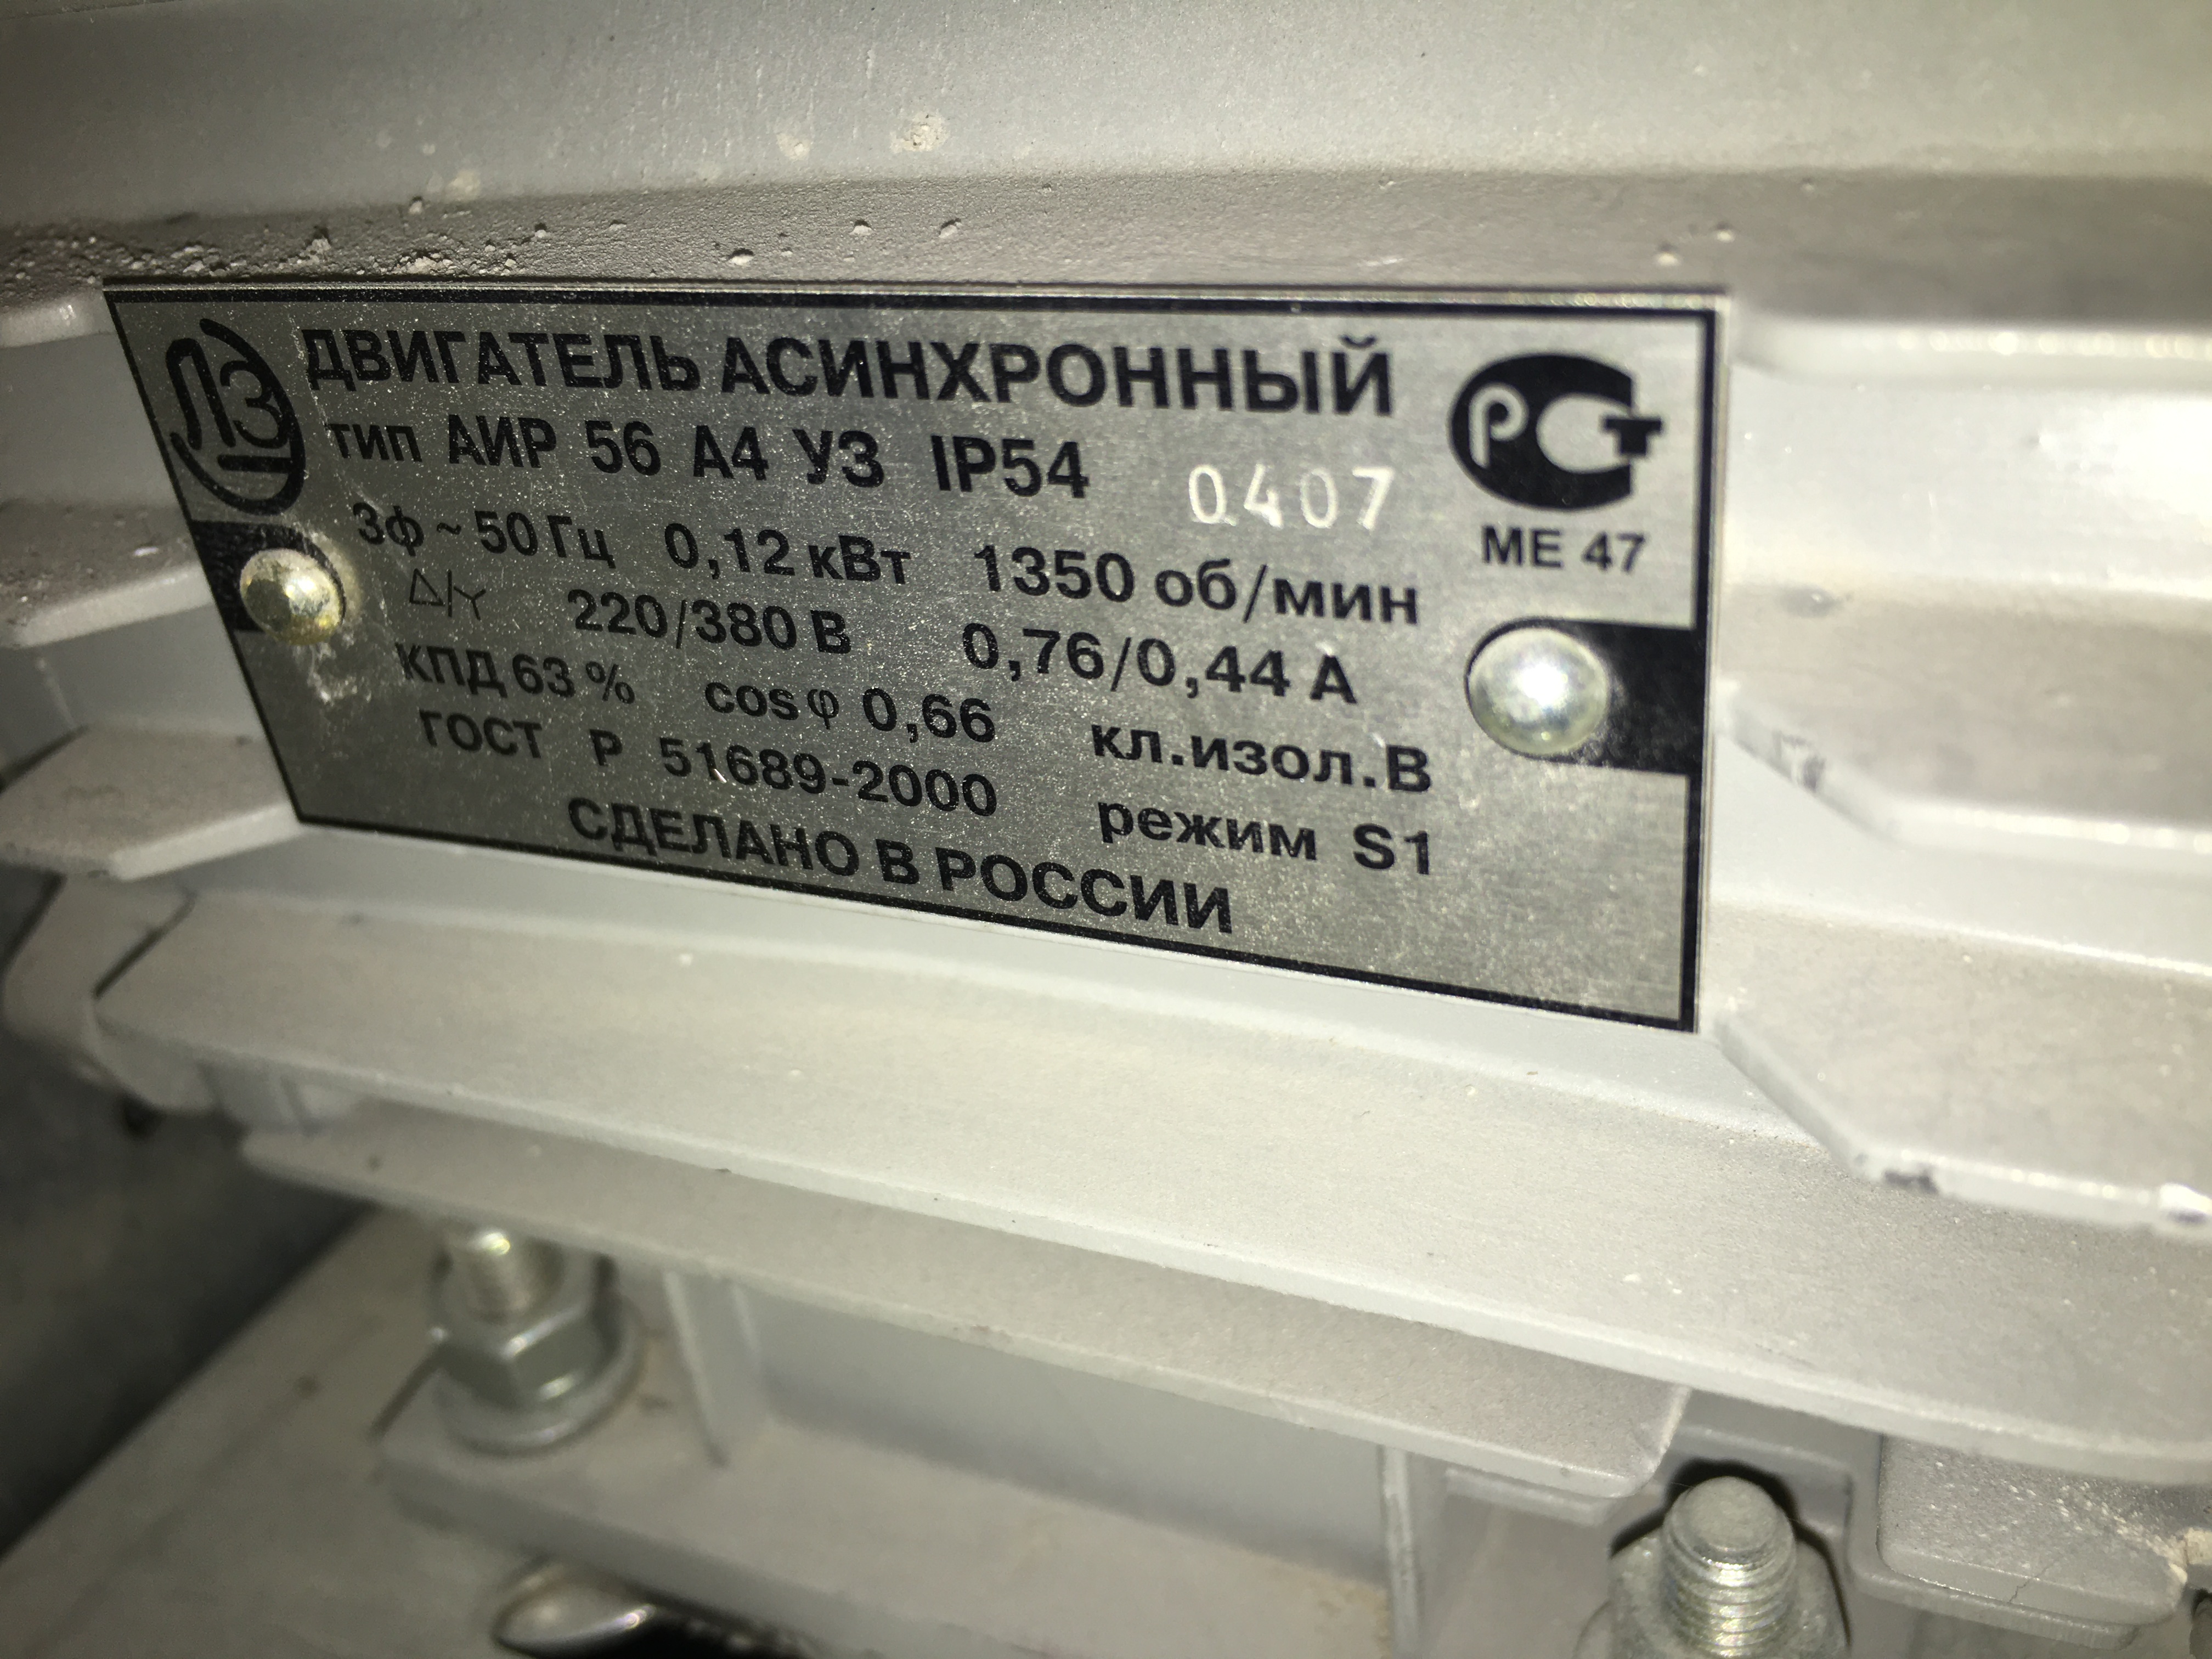 ЛЗ
ДВИГАТЕЛЬ АСИНХРОННЫЙ
РСТ
тип АИР 56 А4 У3 IP54 0407
МЕ 47
3ф ~ 50 Гц 0,12 кВт 1350 об/мин
Δ/Y 220/380 В 0,76/0,44 А
КПД 63 % cos φ 0,66 кл.изол.В
ГОСТ Р 51689-2000 режим S1
СДЕЛАНО В РОССИИ